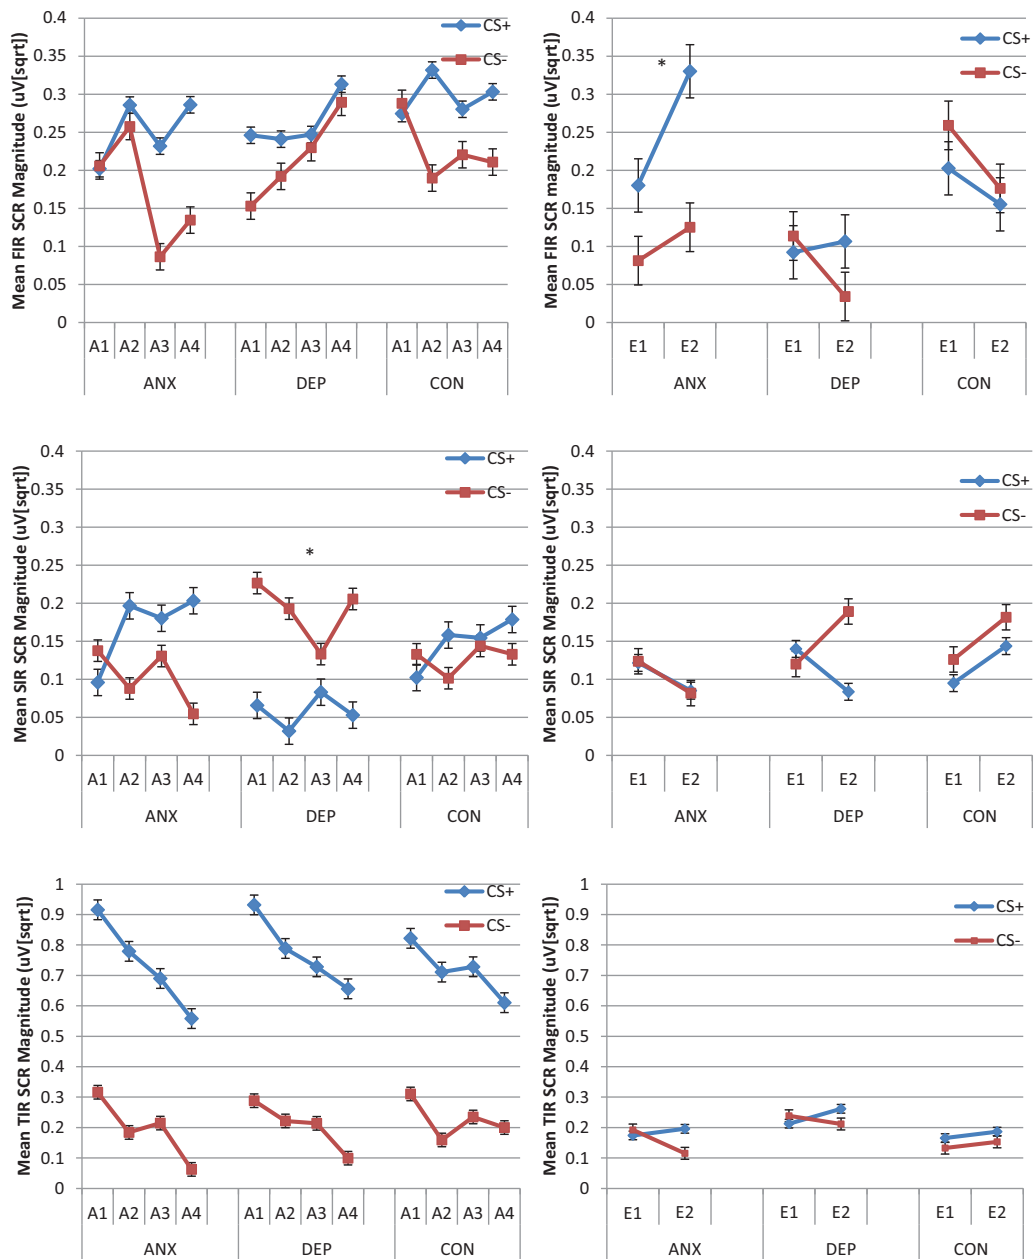 Mean FIR SCR Magnitude (uV[sqrt])
0.4
0.35
0.3
0.25
0.2
0.15
0.1
0.05
0
CS+
CS-
A1 A2 A3 A4 A1 A2 A3 A4 A1 A2 A3 A4
ANX DEP CON
Mean FIR SCR magnitude (uV[sqrt])
0.4
0.35
0.3
0.25
0.2
0.15
0.1
0.05
0
*
CS+
CS-
E1 E2 E1 E2 E1 E2
ANX DEP CON
Mean SIR SCR Magnitude (uV[sqrt])
0.4
0.35
0.3
0.25
0.2
0.15
0.1
0.05
0
*
CS+
CS-
A1 A2 A3 A4 A1 A2 A3 A4 A1 A2 A3 A4
ANX DEP CON
Mean SIR SCR Magnitude (uV[sqrt])
0.4
0.35
0.3
0.25
0.2
0.15
0.1
0.05
0
CS+
CS-
E1 E2 E1 E2 E1 E2
ANX DEP CON
Mean TIR SCR Magnitude (uV[sqrt])
1
0.9
0.8
0.7
0.6
0.5
0.4
0.3
0.2
0.1
0
CS+
CS-
A1 A2 A3 A4 A1 A2 A3 A4 A1 A2 A3 A4
ANX DEP CON
Mean TIR SCR Magnitude (uV[sqrt])
1
0.9
0.8
0.7
0.6
0.5
0.4
0.3
0.2
0.1
0
CS+
CS-
E1 E2 E1 E2 E1 E2
ANX DEP CON